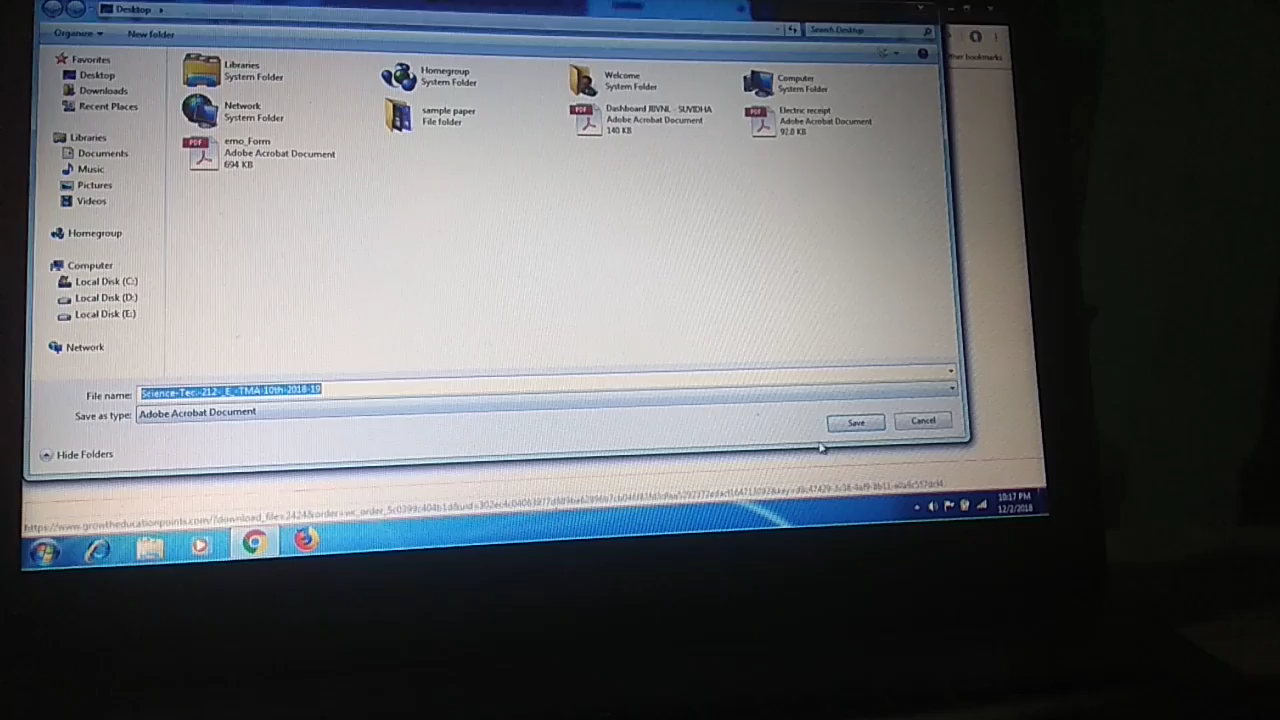 Desktop
Search Desktop
Organize
New folder
other bookmarks
Favorites
Desktop
Downloads
Recent Places
Libraries
Documents
Music
Pictures
Videos
Homegroup
Computer
Local Disk (C:)
Local Disk (D:)
Local Disk (E:)
Network
Libraries
System Folder
Homegroup
System Folder
Welcome
System Folder
Computer
System Folder
Network
System Folder
sample paper
File folder
Dashboard RJVNL - SUVIDHA
Adobe Acrobat Document
140 KB
Electric receipt
Adobe Acrobat Document
92.0 KB
emo_Form
Adobe Acrobat Document
694 KB
File name: Science-Tec.-212-_E_-TMA-10th-2018-19
Save as type: Adobe Acrobat Document
Save
Cancel
Hide Folders
10:17 PM
12/2/2018